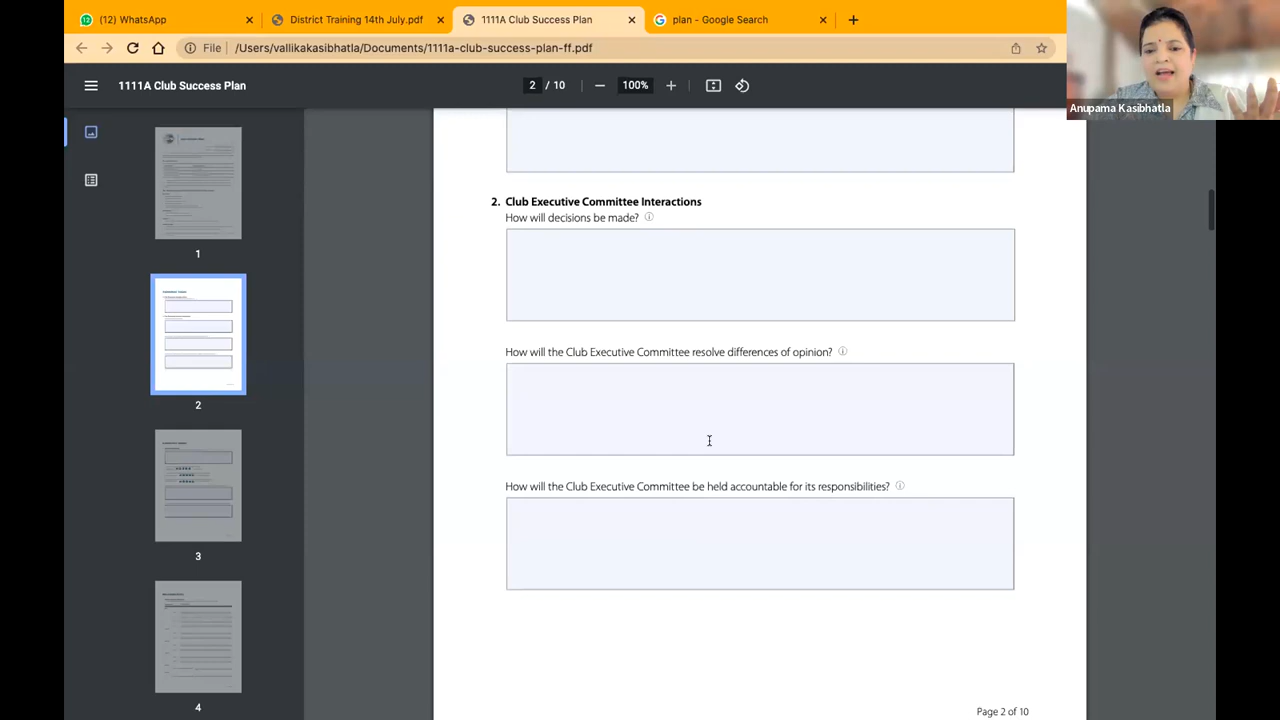 (12) WhatsApp
District Training 14th July.pdf
1111A Club Success Plan
plan - Google Search
File
/Users/vallikakasibhatla/Documents/1111a-club-success-plan-ff.pdf
Anupama Kasibhatla
1111A Club Success Plan
2 / 10
100%
1
2
3
4
2. Club Executive Committee Interactions
How will decisions be made?
How will the Club Executive Committee resolve differences of opinion?
How will the Club Executive Committee be held accountable for its responsibilities?
Page 2 of 10